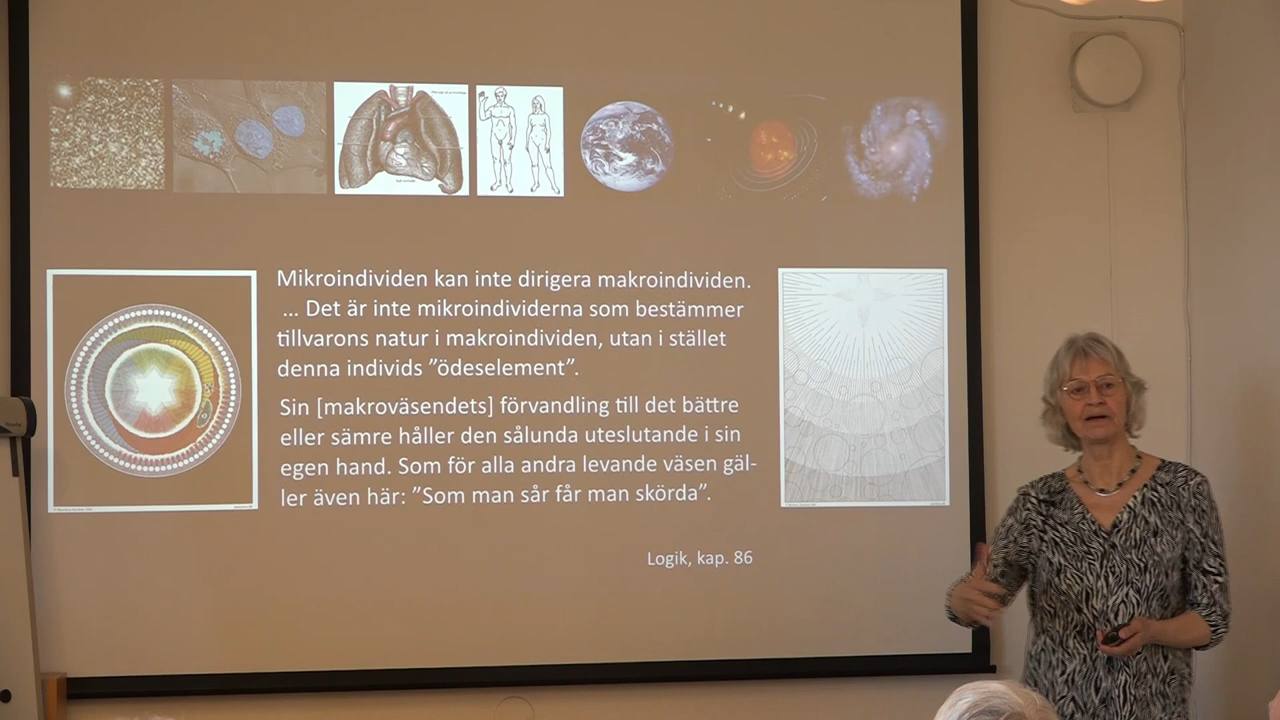 Mikroindividen kan inte dirigera makroindividen.
... Det är inte mikroindividerna som bestämmer
tillvarons natur i makroindividen, utan i stället
denna individs ”ödeselement”.
Sin [makroväsendets] förvandling till det bättre
eller sämre håller den sålunda uteslutande i sin
egen hand. Som för alla andra levande väsen gäl-
ler även här: ”Som man sår får man skörda”.
Logik, kap. 86